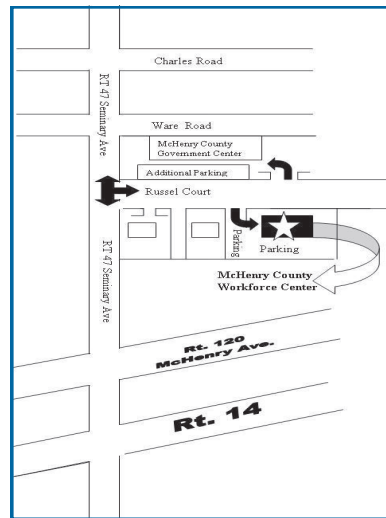 Charles Road
RT 47 Seminary Ave
Ware Road
McHenry County
Government Center
Additional Parking
Russel Court
Parking
Parking
RT 47 Seminary Ave
McHenry County
Workforce Center
Rt. 120
McHenry Ave.
Rt. 14